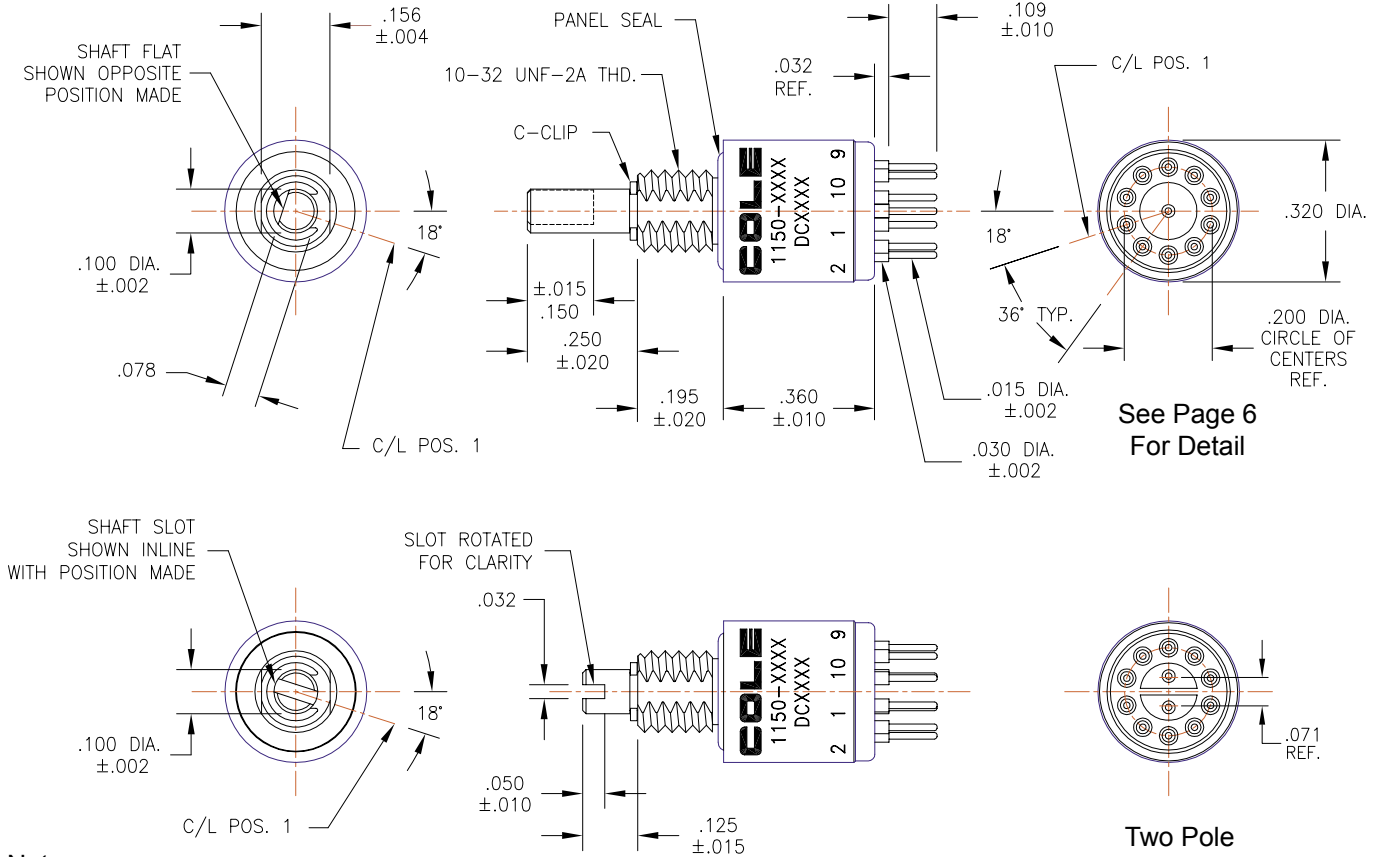 .156
±.004
SHAFT FLAT
SHOWN OPPOSITE
POSITION MADE
18°
.100 DIA.
±.002
.078
C/L POS. 1
PANEL SEAL
10-32 UNF-2A THD.
C-CLIP
.032
REF.
.109
±.010
COLE
1150-XXXX
DCXXXX
2 1 10 9
±.015
.150
.250
±.020
.195
±.020
.360
±.010
.015 DIA.
±.002
.030 DIA.
±.002
C/L POS. 1
18°
36° TYP.
.320 DIA.
.200 DIA.
CIRCLE OF
CENTERS
REF.
See Page 6
For Detail
SHAFT SLOT
SHOWN INLINE
WITH POSITION MADE
18°
.100 DIA.
±.002
C/L POS. 1
SLOT ROTATED
FOR CLARITY
.032
COLE
1150-XXXX
DCXXXX
2 1 10 9
.050
±.010
.125
±.015
.071
REF.
Two Pole